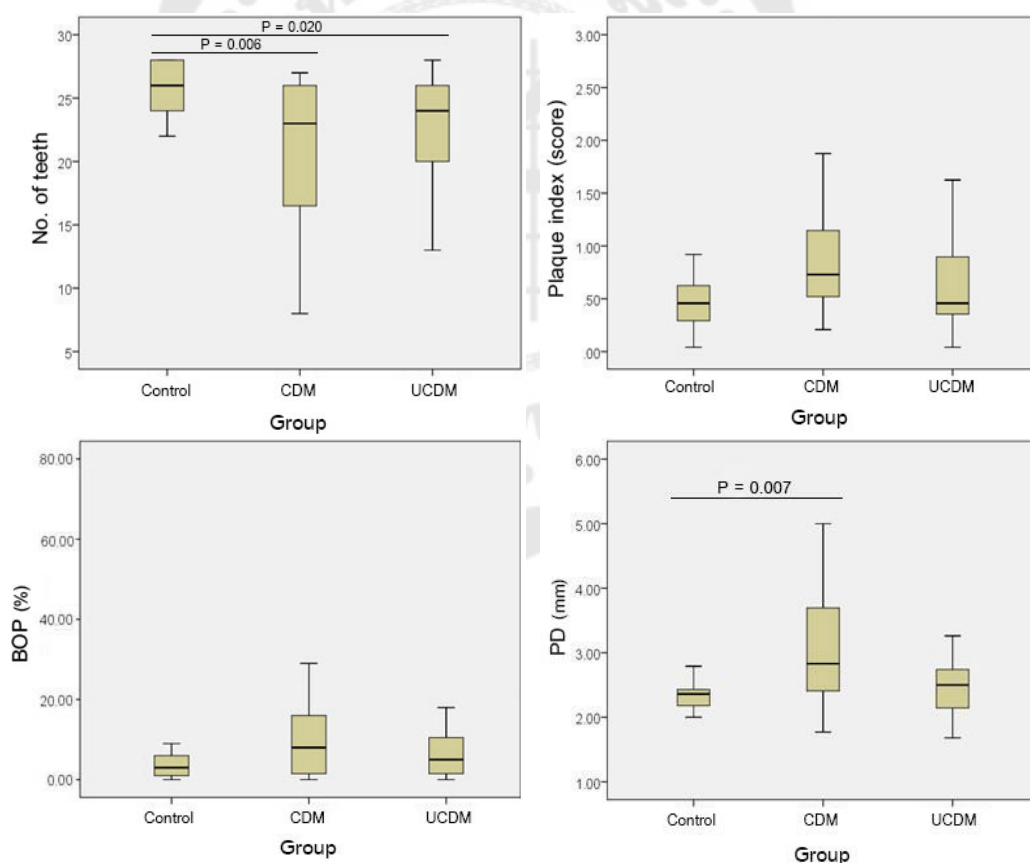 P = 0.020
P = 0.006
No. of teeth
30
25
20
15
10
5
Control CDM UCDM
Group
Plaque index (score)
3.00
2.50
2.00
1.50
1.00
.50
.00
Control CDM UCDM
Group
BOP (%)
80.00
60.00
40.00
20.00
0.00
Control CDM UCDM
Group
P = 0.007
PD (mm)
6.00
5.00
4.00
3.00
2.00
1.00
Control CDM UCDM
Group